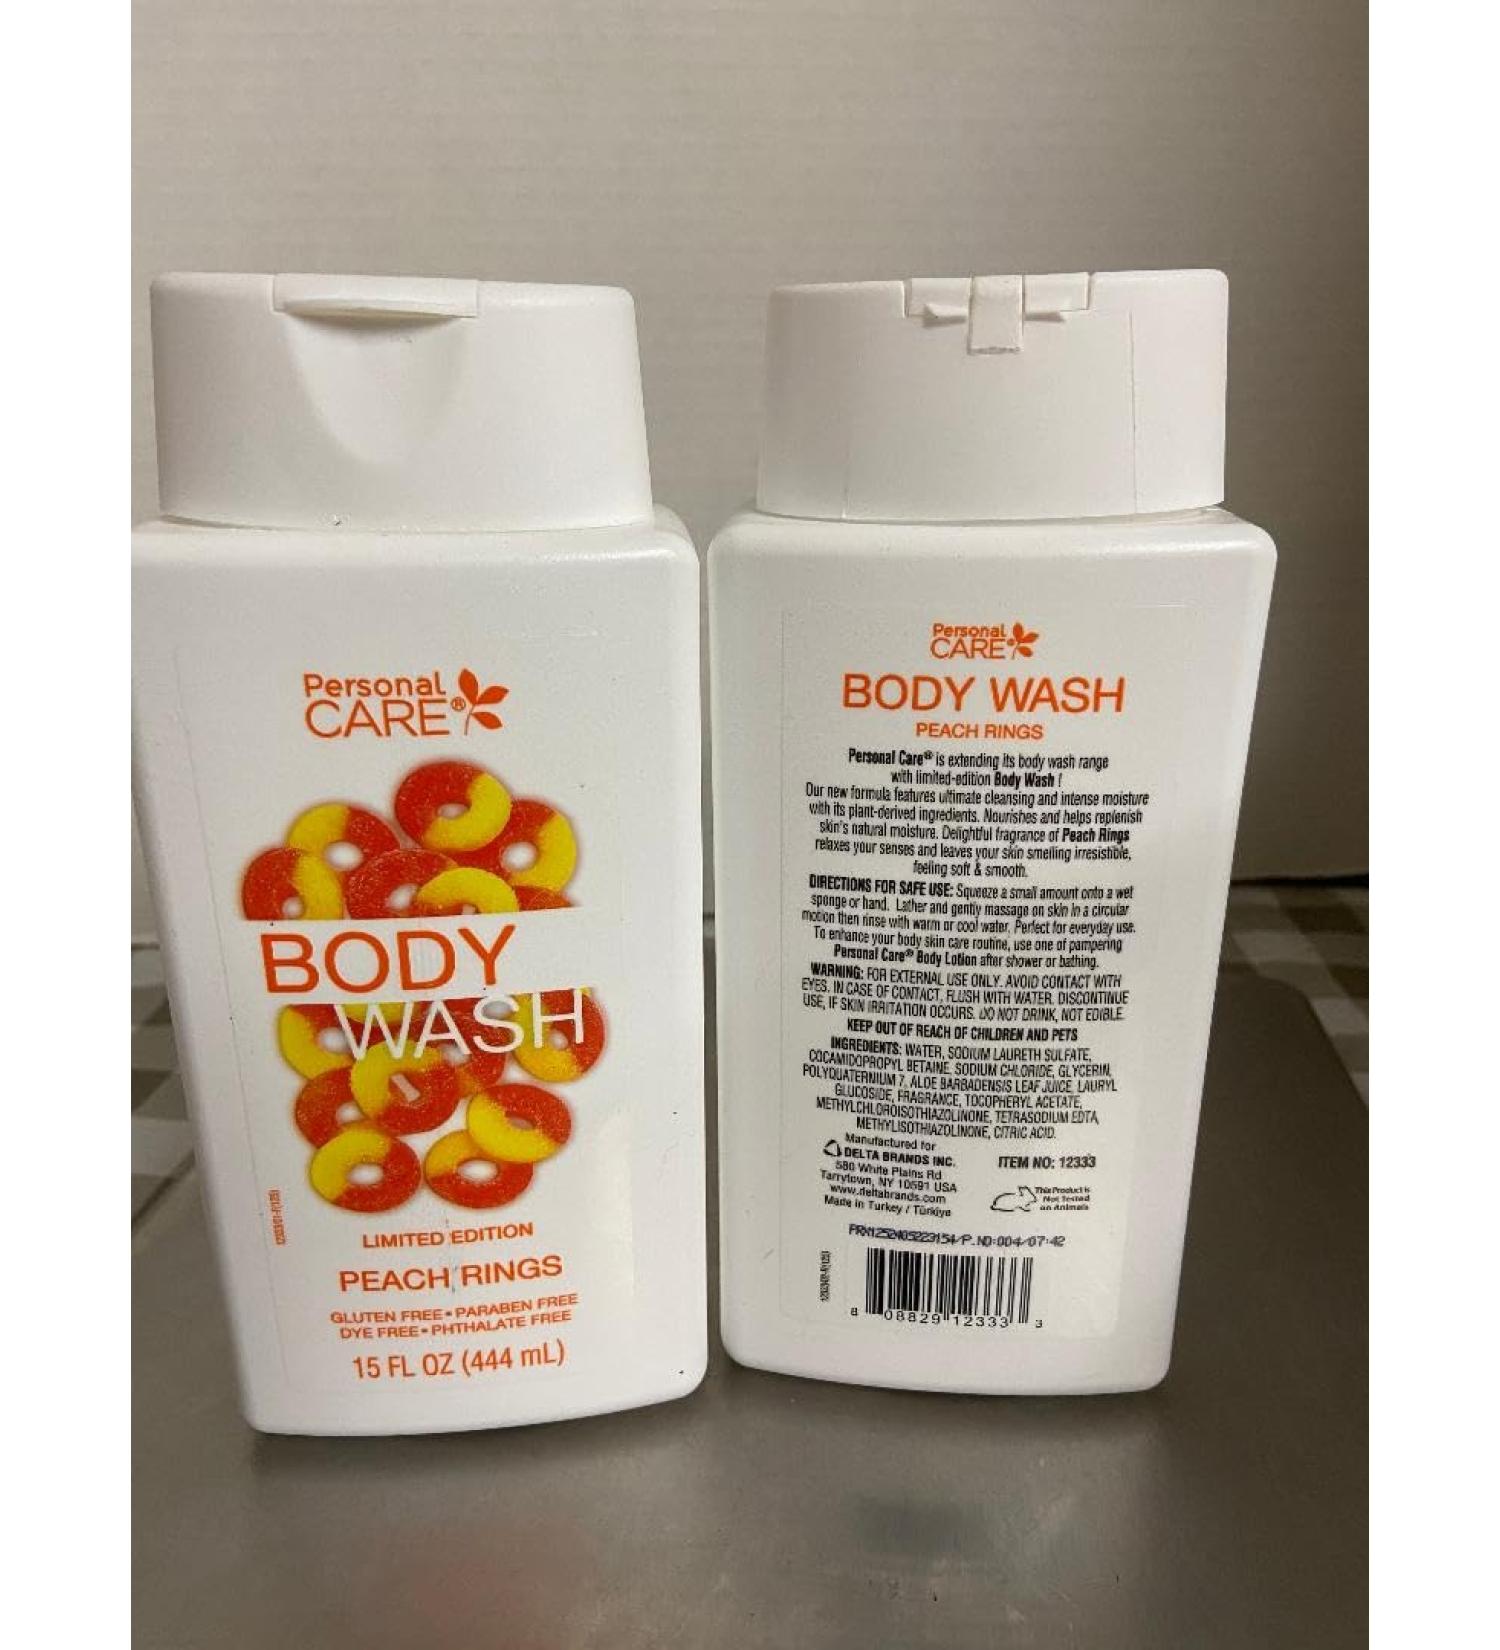 Personal
CARE®
BODY
WASH
12333/01-F(1223)
LIMITED EDITION
PEACH RINGS
GLUTEN FREE • PARABEN FREE
DYE FREE • PHTHALATE FREE
15 FL OZ (444 mL)
Personal
CARE®
BODY WASH
PEACH RINGS
Personal Care® is extending its body wash range
with limited-edition Body Wash !
Our new formula features ultimate cleansing and intense moisture
with its plant-derived ingredients. Nourishes and helps replenish
skin's natural moisture. Delightful fragrance of Peach Rings
relaxes your senses and leaves your skin smelling irresistible,
feeling soft & smooth.
DIRECTIONS FOR SAFE USE: Squeeze a small amount onto a wet
sponge or hand. Lather and gently massage on skin in a circular
motion then rinse with warm or cool water. Perfect for everyday use.
To enhance your body skin care routine, use one of pampering
Personal Care® Body Lotion after shower or bathing.
WARNING: FOR EXTERNAL USE ONLY. AVOID CONTACT WITH
EYES. IN CASE OF CONTACT, FLUSH WITH WATER. DISCONTINUE
USE, IF SKIN IRRITATION OCCURS. DO NOT DRINK, NOT EDIBLE.
KEEP OUT OF REACH OF CHILDREN AND PETS
INGREDIENTS: WATER, SODIUM LAURETH SULFATE,
COCAMIDOPROPYL BETAINE, SODIUM CHLORIDE, GLYCERIN,
POLYQUATERNIUM 7, ALOE BARBADENSIS LEAF JUICE, LAURYL
GLUCOSIDE, FRAGRANCE, TOCOPHERYL ACETATE,
METHYLCHLOROISOTHIAZOLINONE, TETRASODIUM EDTA,
METHYLISOTHIAZOLINONE, CITRIC ACID.
Manufactured for
DELTA BRANDS INC.
580 White Plains Rd
Tarrytown, NY 10591 USA
www.deltabrands.com
Made in Turkey / Türkiye
ITEM NO: 12333
This Product is
Not Tested
on Animals
P.NO:004/07:42
8 08829 12333 3